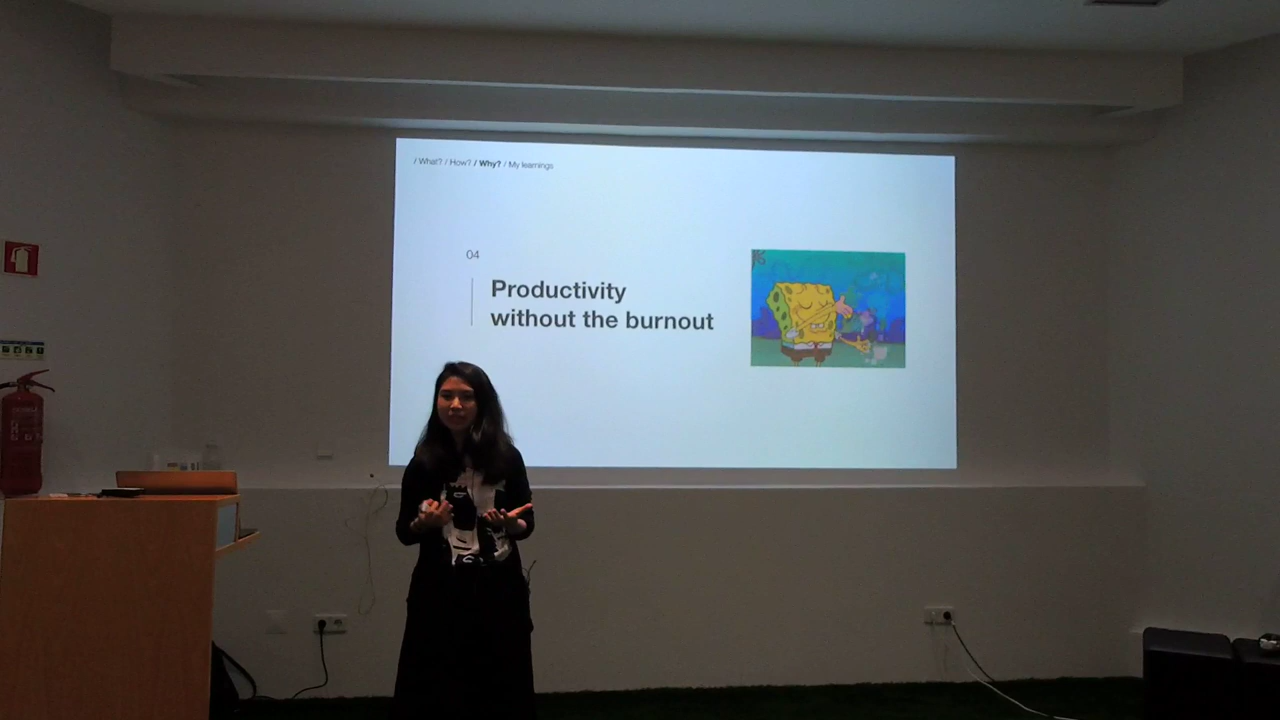 / What? / How? / Why? / My learnings
04
Productivity
without the burnout